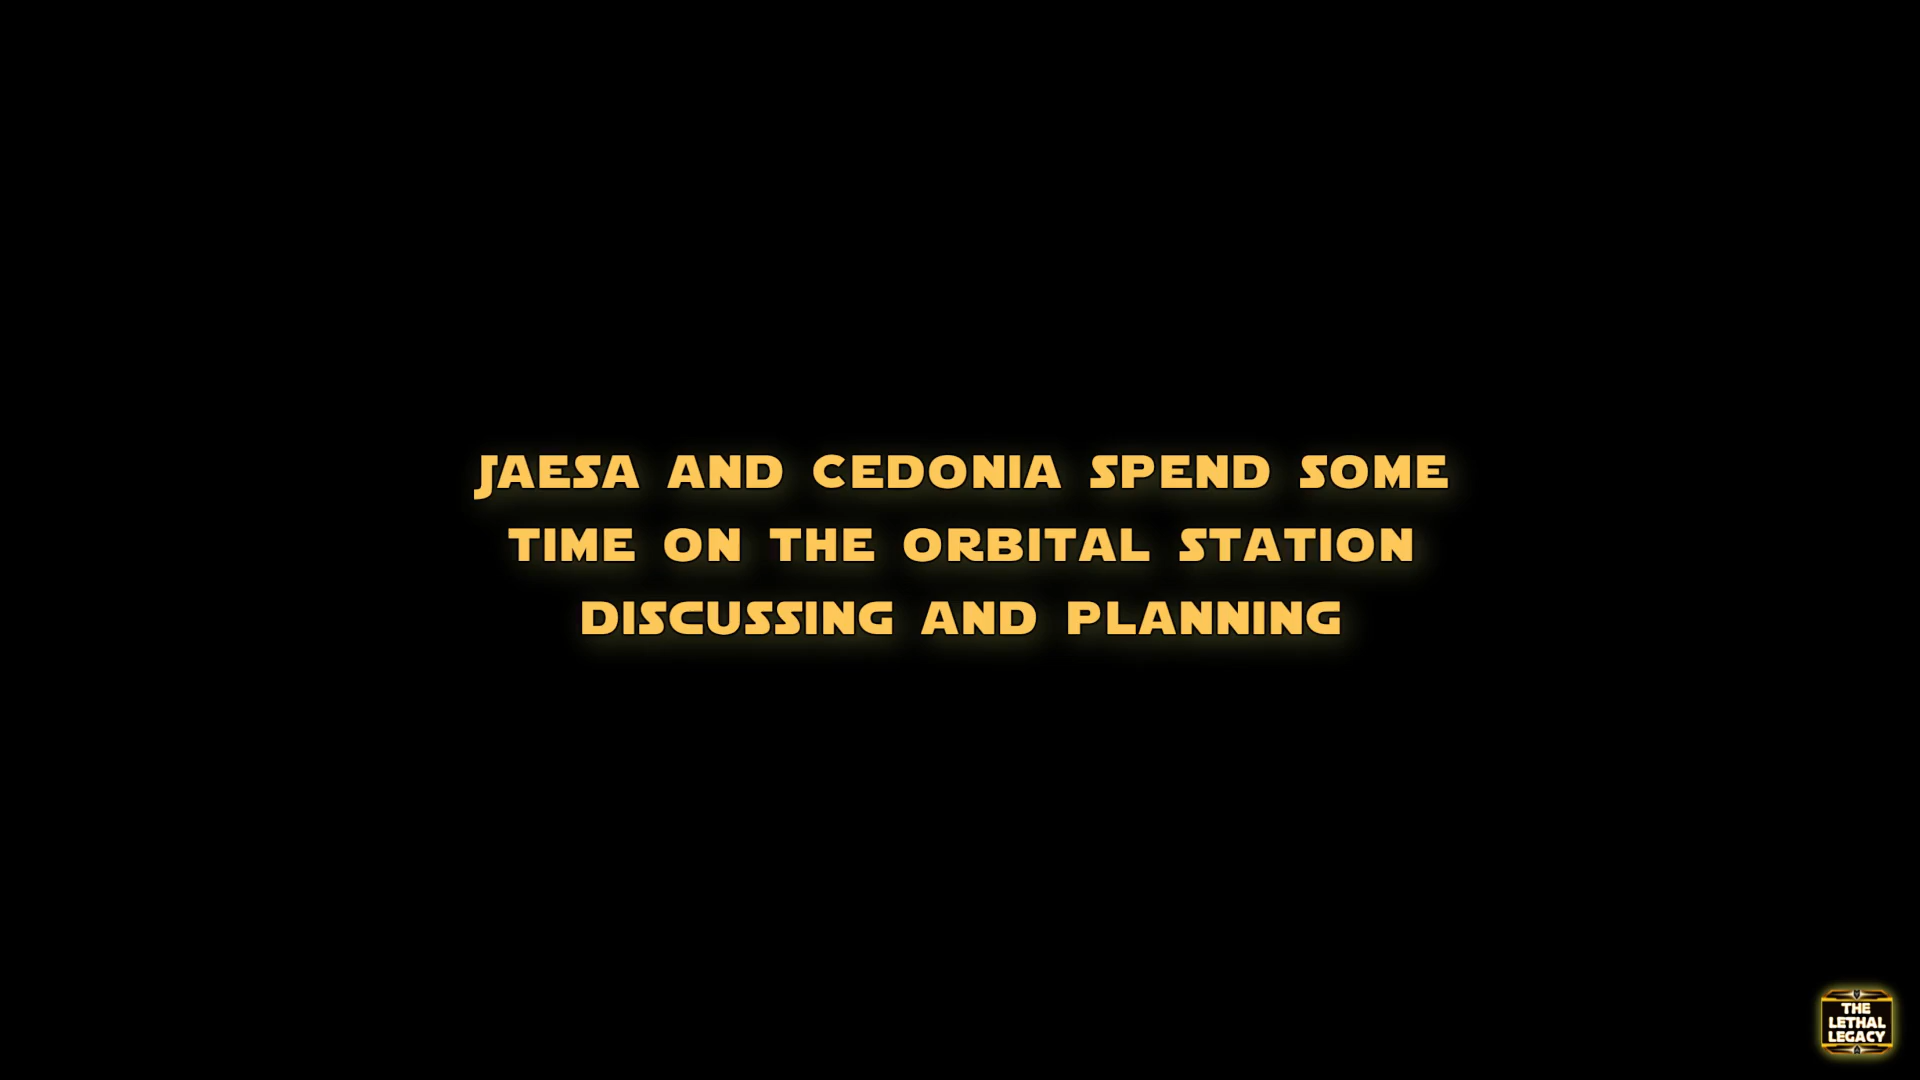 JAESA AND CEDONIA SPEND SOME
TIME ON THE ORBITAL STATION
DISCUSSING AND PLANNING
THE
LETHAL
LEGACY